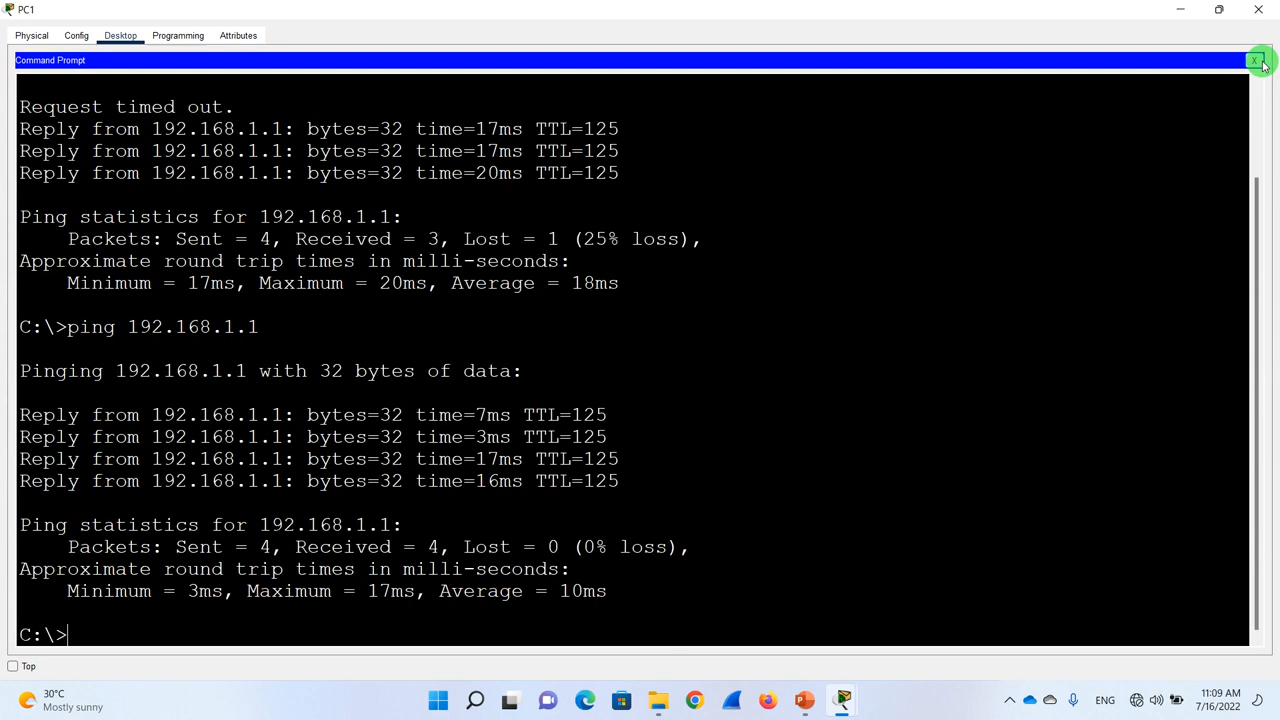 PC1
Physical Config Desktop Programming Attributes
Command Prompt
X
Request timed out.
Reply from 192.168.1.1: bytes=32 time=17ms TTL=125
Reply from 192.168.1.1: bytes=32 time=17ms TTL=125
Reply from 192.168.1.1: bytes=32 time=20ms TTL=125
Ping statistics for 192.168.1.1:
Packets: Sent = 4, Received = 3, Lost = 1 (25% loss),
Approximate round trip times in milli-seconds:
Minimum = 17ms, Maximum = 20ms, Average = 18ms
C:\>ping 192.168.1.1
Pinging 192.168.1.1 with 32 bytes of data:
Reply from 192.168.1.1: bytes=32 time=7ms TTL=125
Reply from 192.168.1.1: bytes=32 time=3ms TTL=125
Reply from 192.168.1.1: bytes=32 time=17ms TTL=125
Reply from 192.168.1.1: bytes=32 time=16ms TTL=125
Ping statistics for 192.168.1.1:
Packets: Sent = 4, Received = 4, Lost = 0 (0% loss),
Approximate round trip times in milli-seconds:
Minimum = 3ms, Maximum = 17ms, Average = 10ms
C:\>
Top
30°C
Mostly sunny
ENG
11:09 AM
7/16/2022